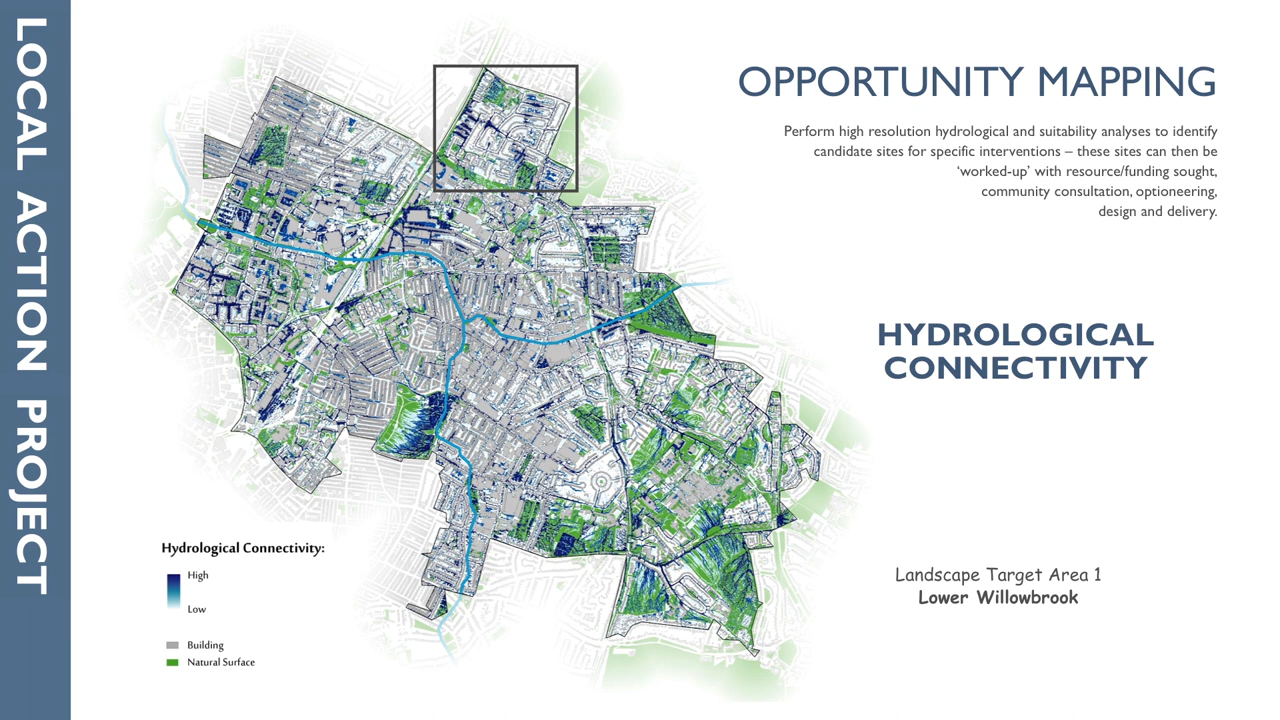 LOCAL ACTION PROJECT
OPPORTUNITY MAPPING
Perform high resolution hydrological and suitability analyses to identify
candidate sites for specific interventions – these sites can then be
‘worked-up’ with resource/funding sought,
community consultation, optioneering,
design and delivery.
HYDROLOGICAL
CONNECTIVITY
Hydrological Connectivity:
High
Low
Building
Natural Surface
Landscape Target Area 1
Lower Willowbrook